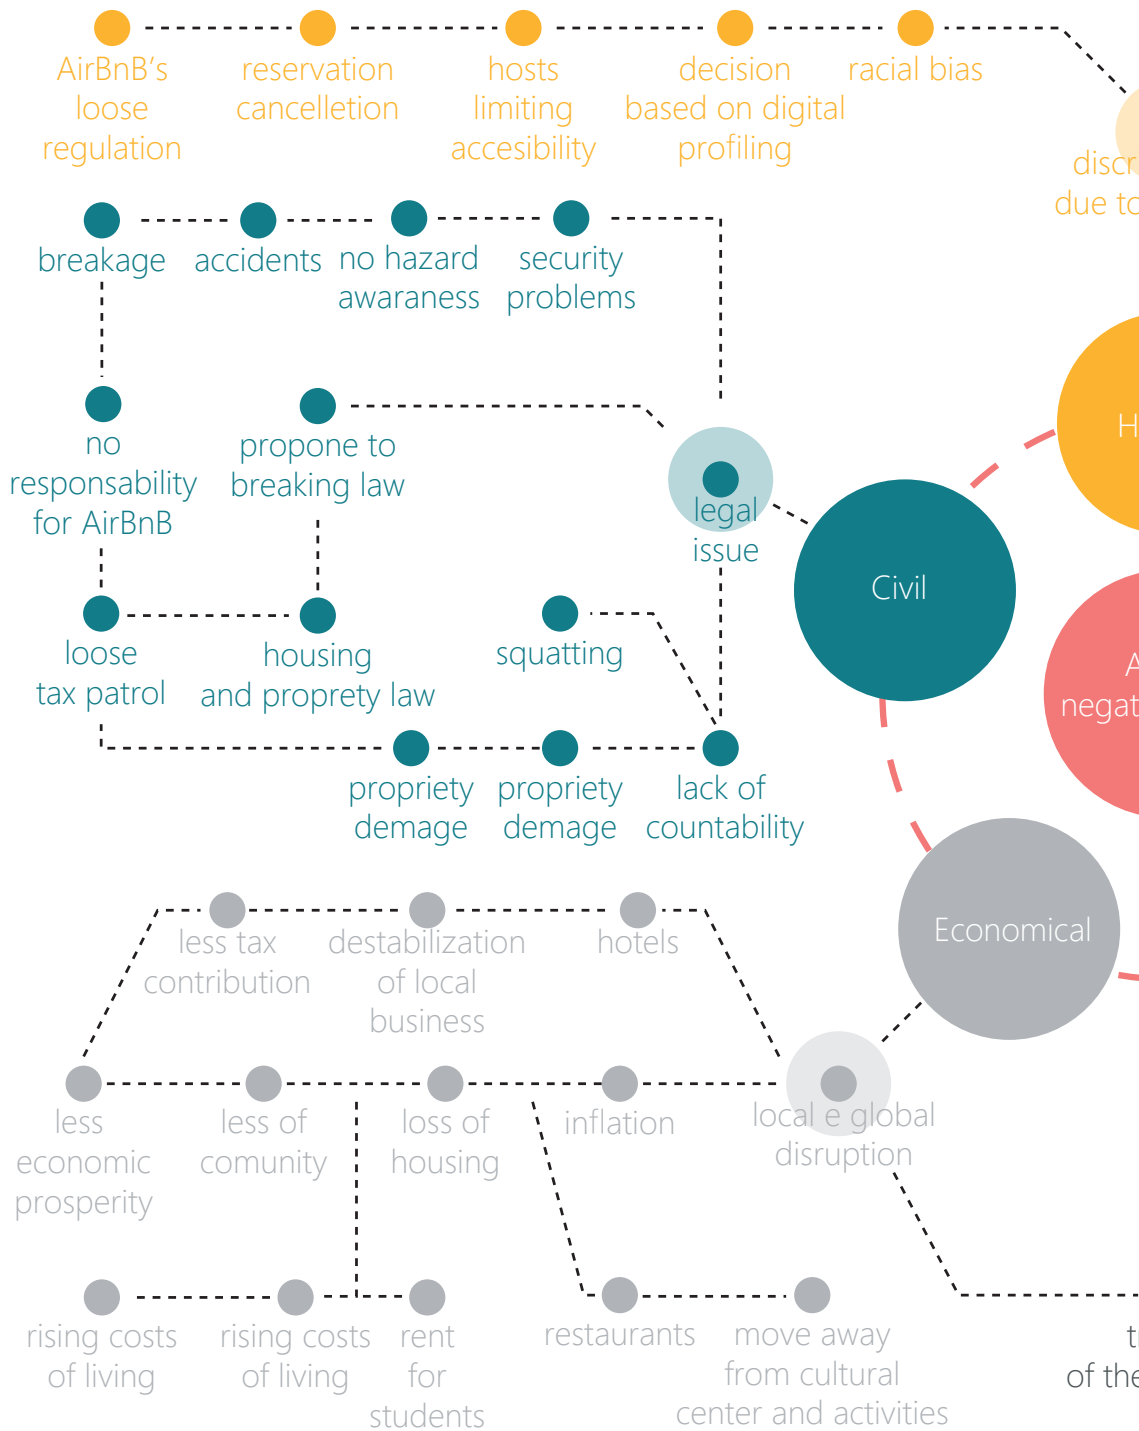 AirBnB's
loose
regulation
reservation
cancelletion
hosts
limiting
accesibility
decision
based on digital
profiling
racial bias
due to
breakage
accidents
no hazard
awaraness
security
problems
no
responsability
for AirBnB
propone to
breaking law
legal
issue
Civil
loose
tax patrol
housing
and proprety law
squatting
propriety
demage
propriety
demage
lack of
countability
Economical
less tax
contribution
destabilization
of local
business
hotels
less
economic
prosperity
less of
comunity
loss of
housing
inflation
local e global
disruption
rising costs
of living
rising costs
of living
rent
for
students
restaurants
move away
from cultural
center and activities
of the